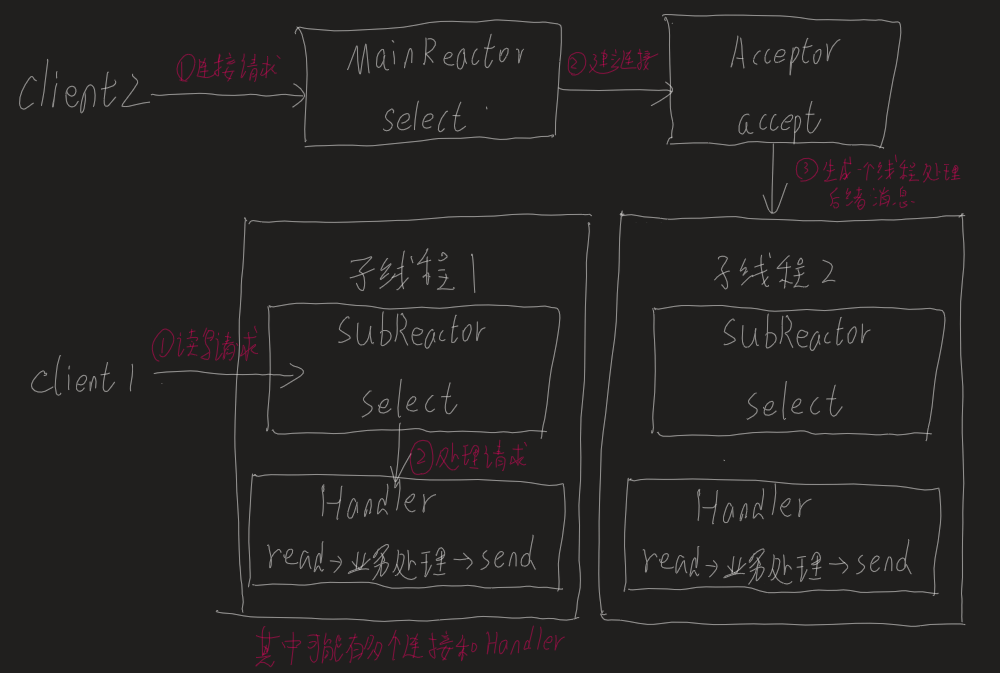 client2
①连接请求
MainReactor
select
②建连接
Acceptor
accept
③生成个线程处理
后续消息
子线程1
client1
①读写请求
SubReactor
select
②处理请求
Handler
read→业务处理→send
其中可能有多个连接和Handler
子线程2
SubReactor
select
Handler
read→业务处理→send